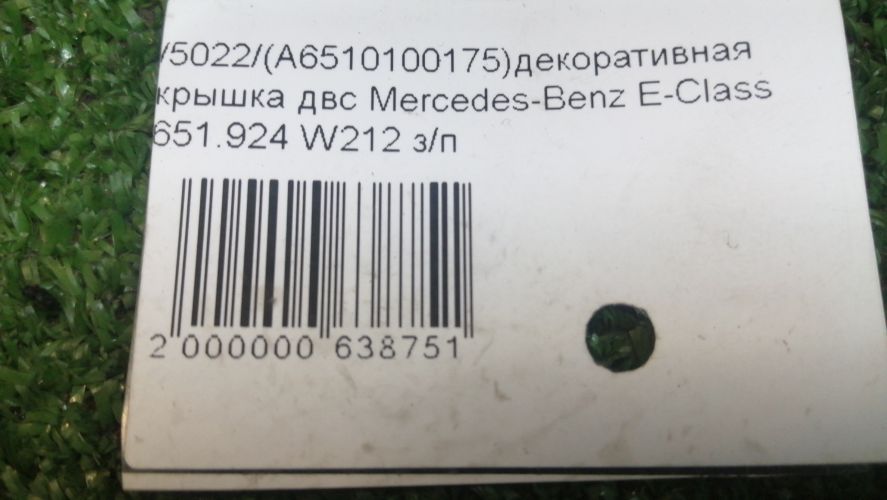 /5022/(A6510100175)декоративная
крышка двс Mercedes-Benz E-Class
651.924 W212 з/п
2 000000 638751